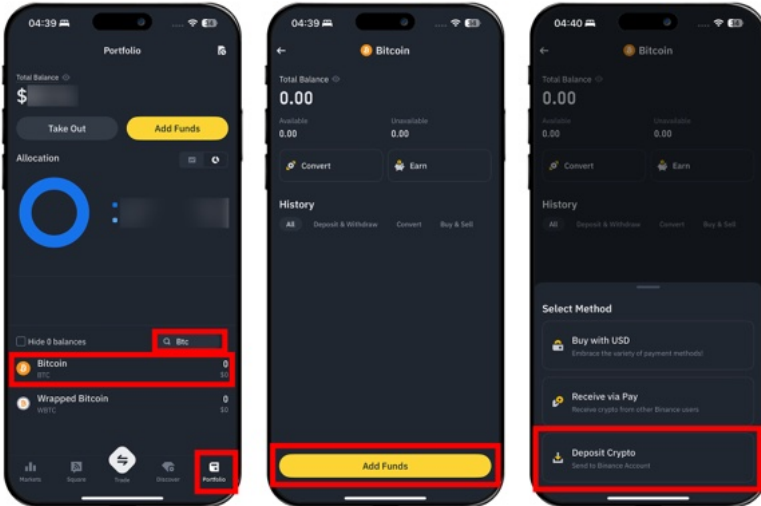 04:39
Portfolio
Total Balance
$
Take Out
Add Funds
Allocation
Hide 0 balances
Btc
Bitcoin
0
BTC
$0
Wrapped Bitcoin
0
WBTC
$0
Markets
Square
Trade
Discover
Portfolio
04:39
Bitcoin
Total Balance
0.00
Available
Unavailable
0.00
0.00
Convert
Earn
History
All
Deposit & Withdraw
Convert
Buy & Sell
Add Funds
04:40
Bitcoin
Total Balance
0.00
Available
Unavailable
0.00
0.00
Convert
Earn
History
All
Deposit & Withdraw
Convert
Buy & Sell
Select Method
Buy with USD
Embrace the variety of payment methods!
Receive via Pay
Receive crypto from other Binance users
Deposit Crypto
Send to Binance Account